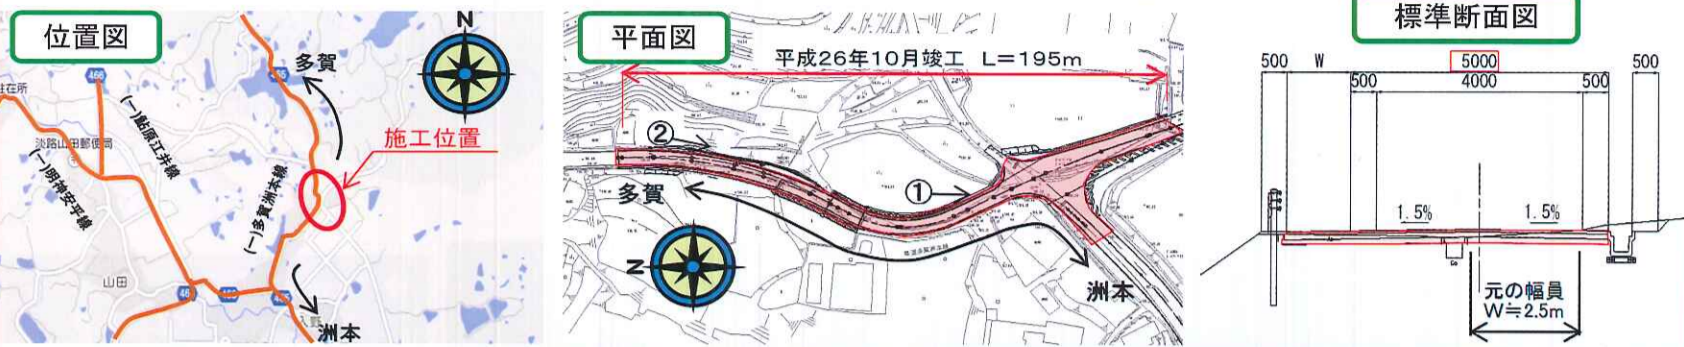 位置図
N
466
多賀
466
(一)鮎原江井線
淡路山田郵便局
(一)明神安平線
(一)多賀洲本線
施工位置
山田
洲本
平面図
平成26年10月竣工 L=195m
②
①
多賀
N
洲本
標準断面図
500 W 5000 500
500 4000 500
1.5% 1.5%
元の幅員
W≒2.5m